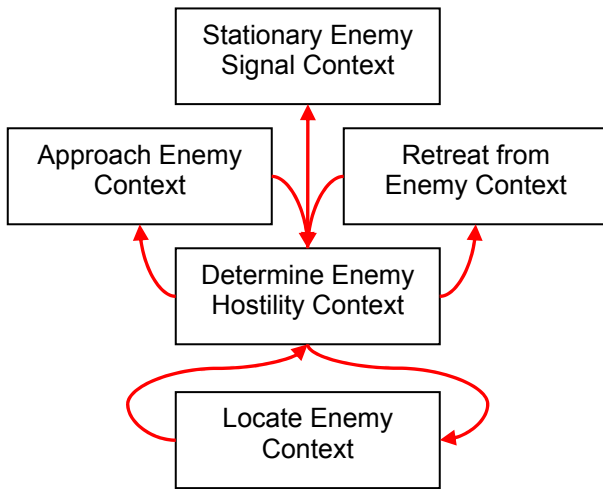 Stationary Enemy
Signal Context
Approach Enemy
Context
Retreat from
Enemy Context
Determine Enemy
Hostility Context
Locate Enemy
Context